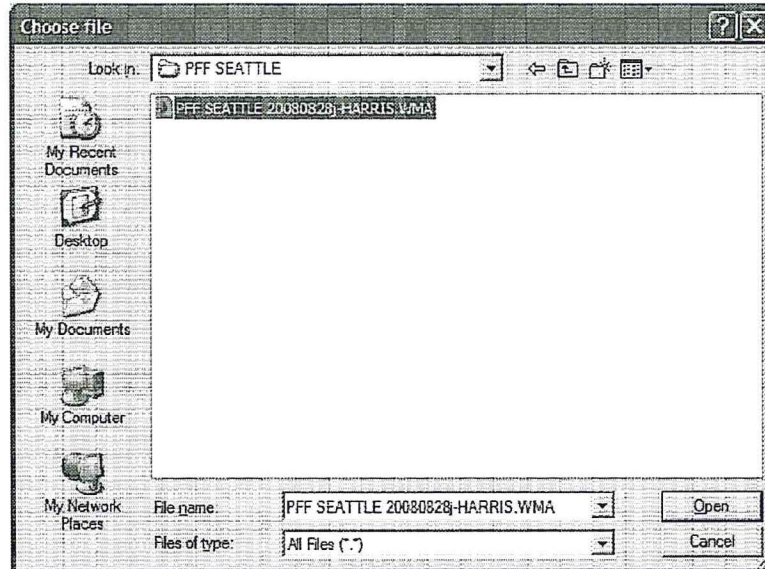 Choose file
Look in: PFF SEATTLE
PFF SEATTLE 20080828j-HARRIS.WMA
My Recent
Documents
Desktop
My Documents
My Computer
My Network
Places
File name: PFF SEATTLE 20080828j-HARRIS.WMA
Open
Files of type: All Files (*.*)
Cancel